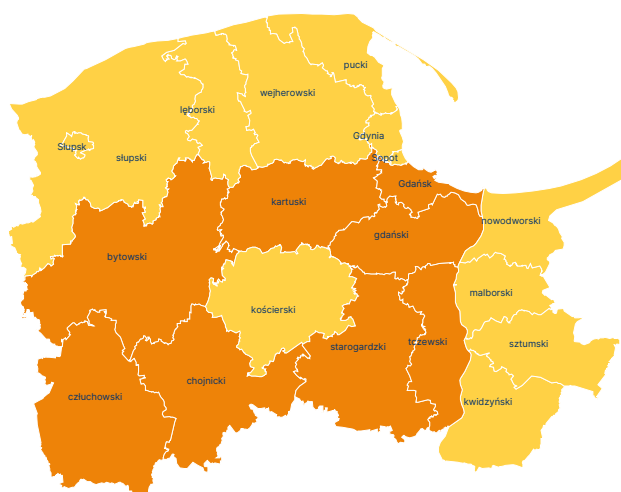 pucki
wejherowski
lęborski
Gdynia
Słupsk
słupski
Sopot
Gdańsk
kartuski
nowodworski
gdański
bytowski
malborski
kościerski
sztumski
tczewski
starogardzki
chojnicki
człuchowski
kwidzyński